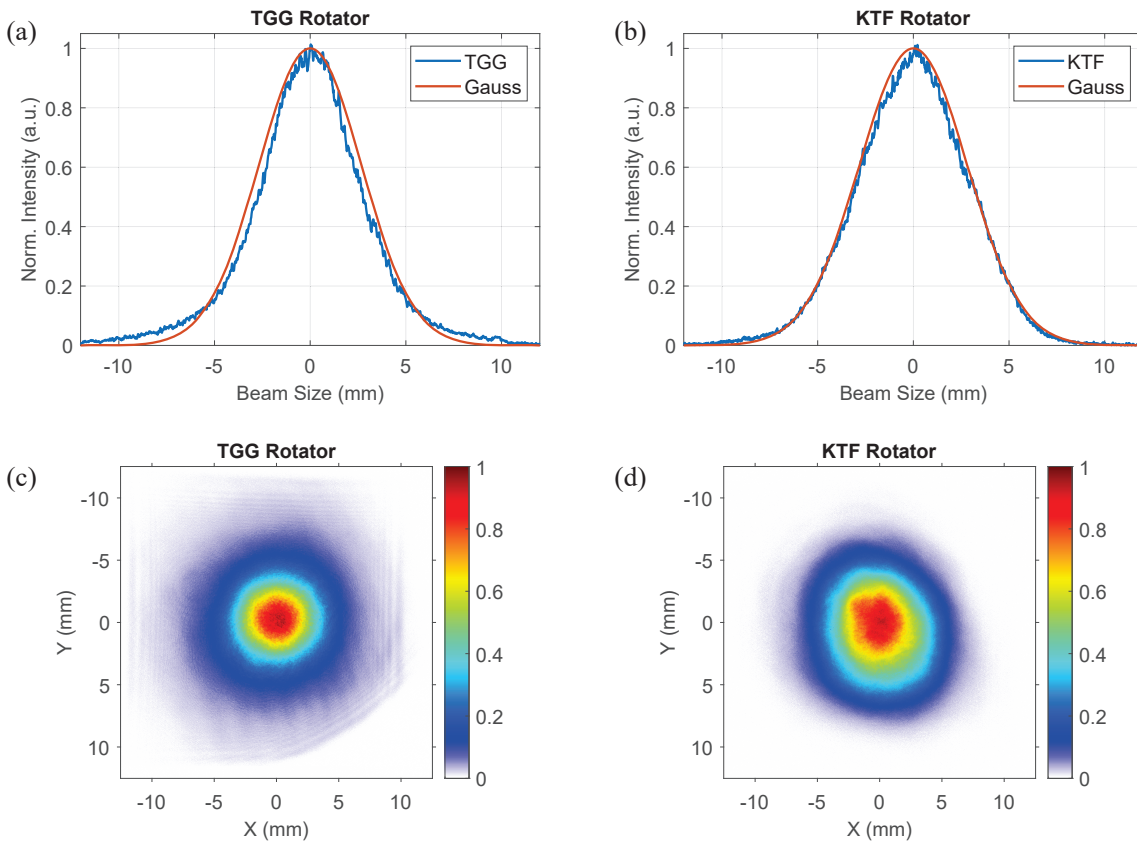 (a)
TGG Rotator
Norm. Intensity (a.u.)
1
0.8
0.6
0.4
0.2
0
-10
-5
0
5
10
Beam Size (mm)
TGG
Gauss
(b)
KTF Rotator
Norm. Intensity (a.u.)
1
0.8
0.6
0.4
0.2
0
-10
-5
0
5
10
Beam Size (mm)
KTF
Gauss
(c)
TGG Rotator
Y (mm)
-10
-5
0
5
10
-10
-5
0
5
10
X (mm)
1
0.8
0.6
0.4
0.2
0
(d)
KTF Rotator
Y (mm)
-10
-5
0
5
10
-10
-5
0
5
10
X (mm)
1
0.8
0.6
0.4
0.2
0